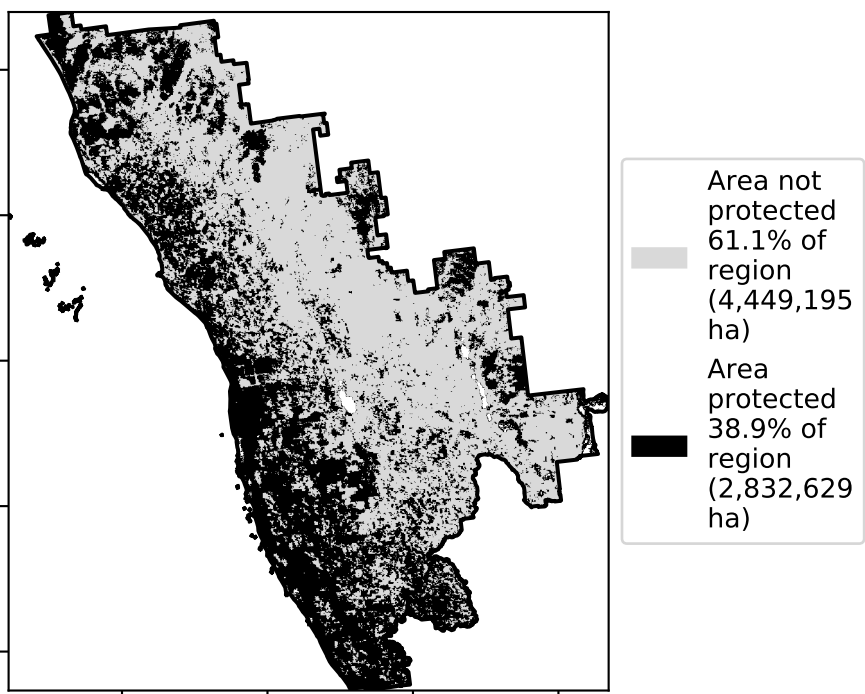 Area not
protected
61.1% of
region
(4,449,195
ha)
Area
protected
38.9% of
region
(2,832,629
ha)